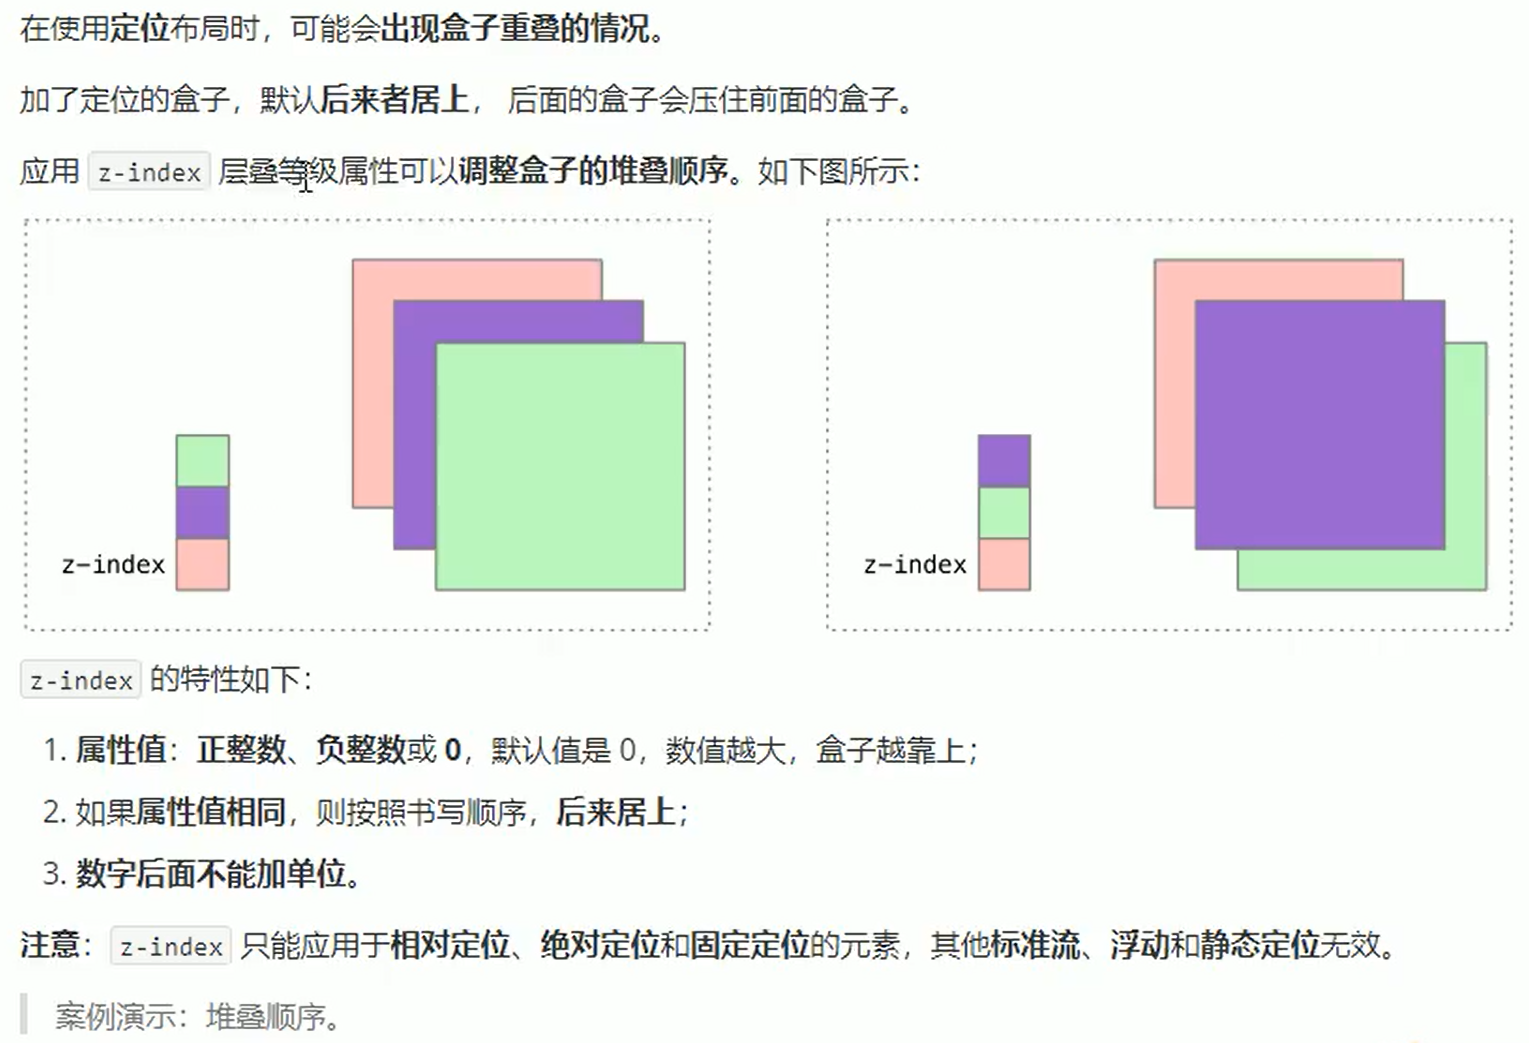 在使用定位布局时，可能会出现盒子重叠的情况。
加了定位的盒子，默认后来者居上， 后面的盒子会压住前面的盒子。
应用 z-index 层叠等级属性可以调整盒子的堆叠顺序。如下图所示：
z-index
z-index
z-index 的特性如下：
1. 属性值：正整数、负整数或 0，默认值是 0，数值越大，盒子越靠上；
2. 如果属性值相同，则按照书写顺序，后来居上；
3. 数字后面不能加单位。
注意：z-index 只能应用于相对定位、绝对定位和固定定位的元素，其他标准流、浮动和静态定位无效。
案例演示：堆叠顺序。